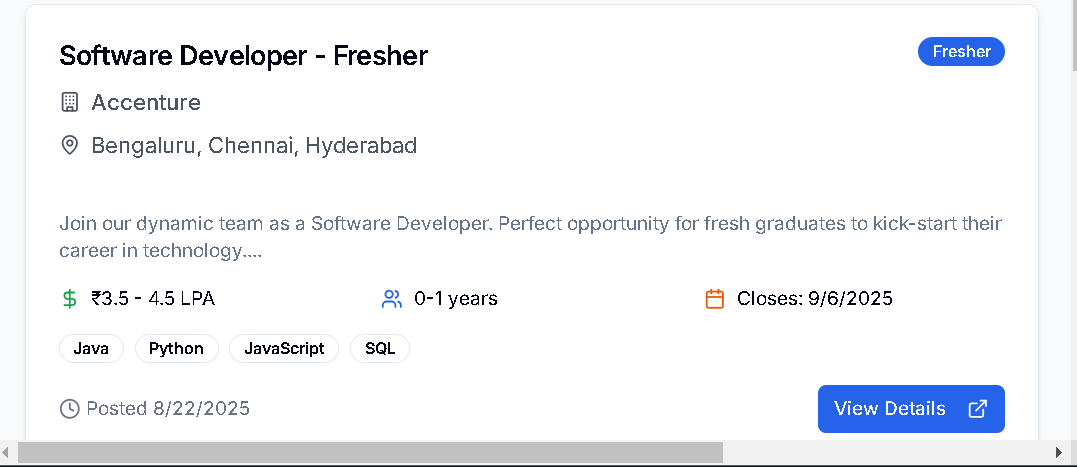 Software Developer - Fresher
Fresher
Accenture
Bengaluru, Chennai, Hyderabad
Join our dynamic team as a Software Developer. Perfect opportunity for fresh graduates to kick-start their
career in technology....
₹3.5 - 4.5 LPA
0-1 years
Closes: 9/6/2025
Java
Python
JavaScript
SQL
Posted 8/22/2025
View Details